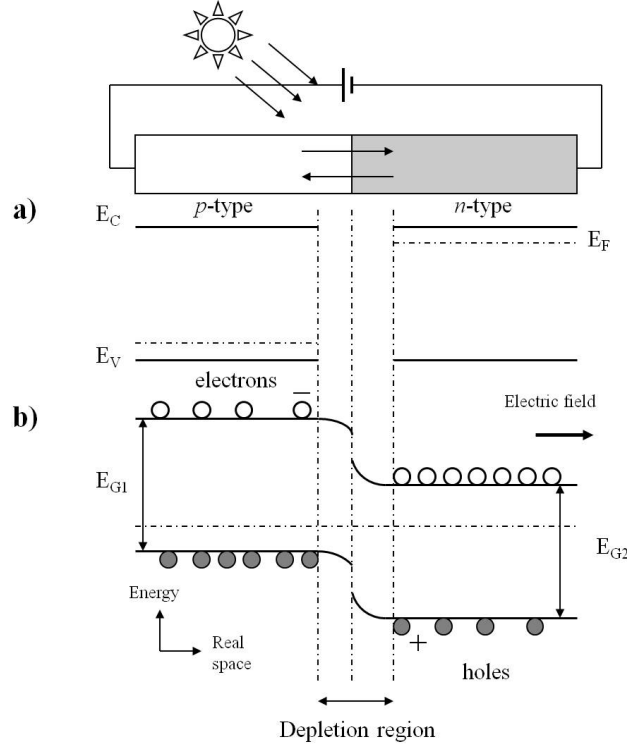 a)
p-type
n-type
E_C
E_F
E_V
electrons
−
b)
Electric field
E_G1
E_G2
Energy
Real
space
+
holes
Depletion region